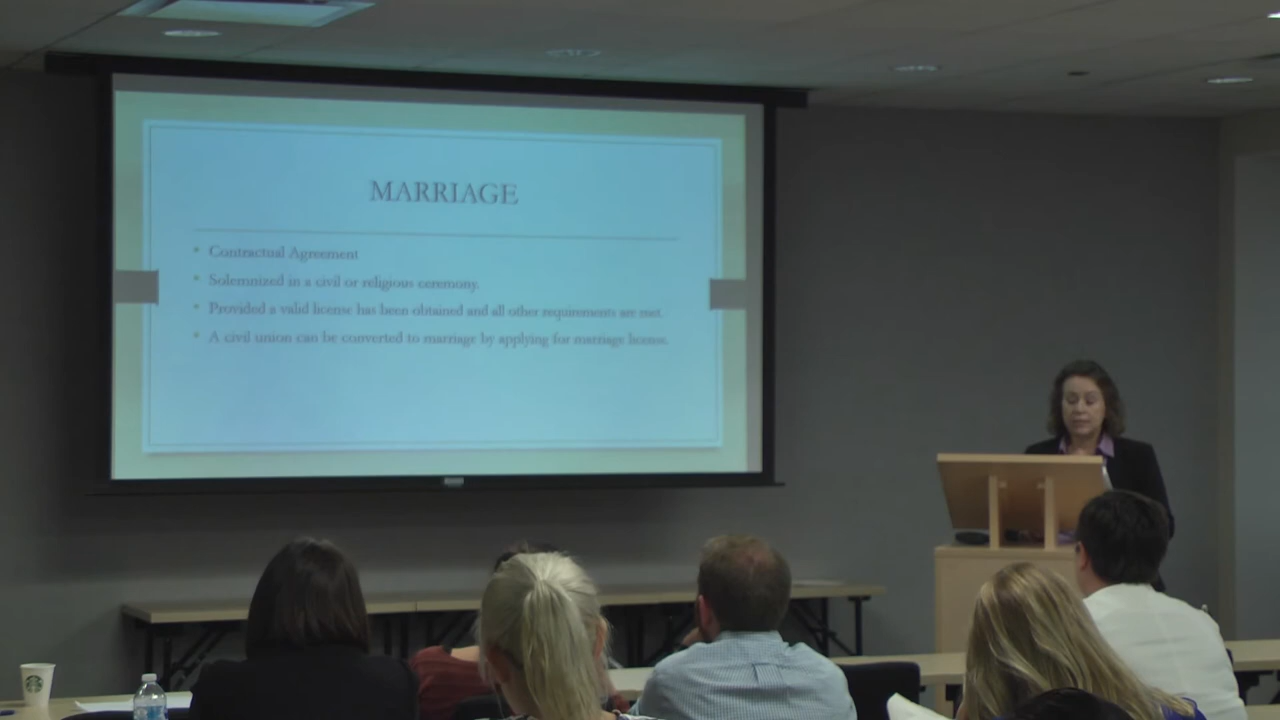 MARRIAGE
Contractual Agreement
Solemnized in a civil or religious ceremony.
Provided a valid license has been obtained and all other requirements are met.
A civil union can be converted to marriage by applying for marriage license.